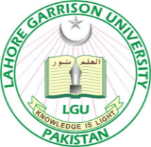 LAHORE GARRISON UNIVERSITY
العلم نور
LGU
KNOWLEDGE IS LIGHT
PAKISTAN